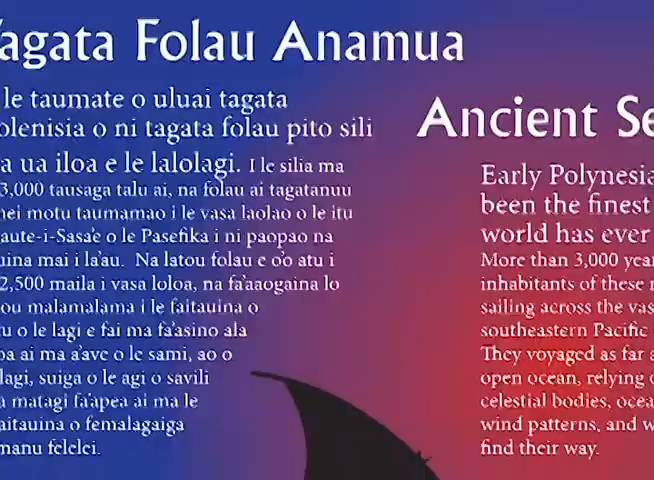 Tagata Folau Anamua
le taumate o uluai tagata
olenisia o ni tagata folau pito sili
a ua iloa e le lalolagi. I le silia ma
3,000 tausaga talu ai, na folau ai tagatanuu
nei motu taumamao i le vasa laolao o le itu
aute-i-Sasa'e o le Pasefika i ni paopao na
uina mai i la'au. Na latou folau e o'o atu i
2,500 maila i vasa loloa, na fa'aaogaina lo
ou malamalama i le faitauina o
u o le lagi e fai ma fa'asino ala
oa ai ma a'ave o le sami, ao o
lagi, suiga o le agi o savili
a matagi fa'apea ai ma le
aitauina o femalagaiga
manu felelei.
Ancient Se
Early Polynesia
been the finest
world has ever
More than 3,000 year
inhabitants of these
sailing across the vas
southeastern Pacific
They voyaged as far a
open ocean, relying
celestial bodies, ocea
wind patterns, and w
find their way.